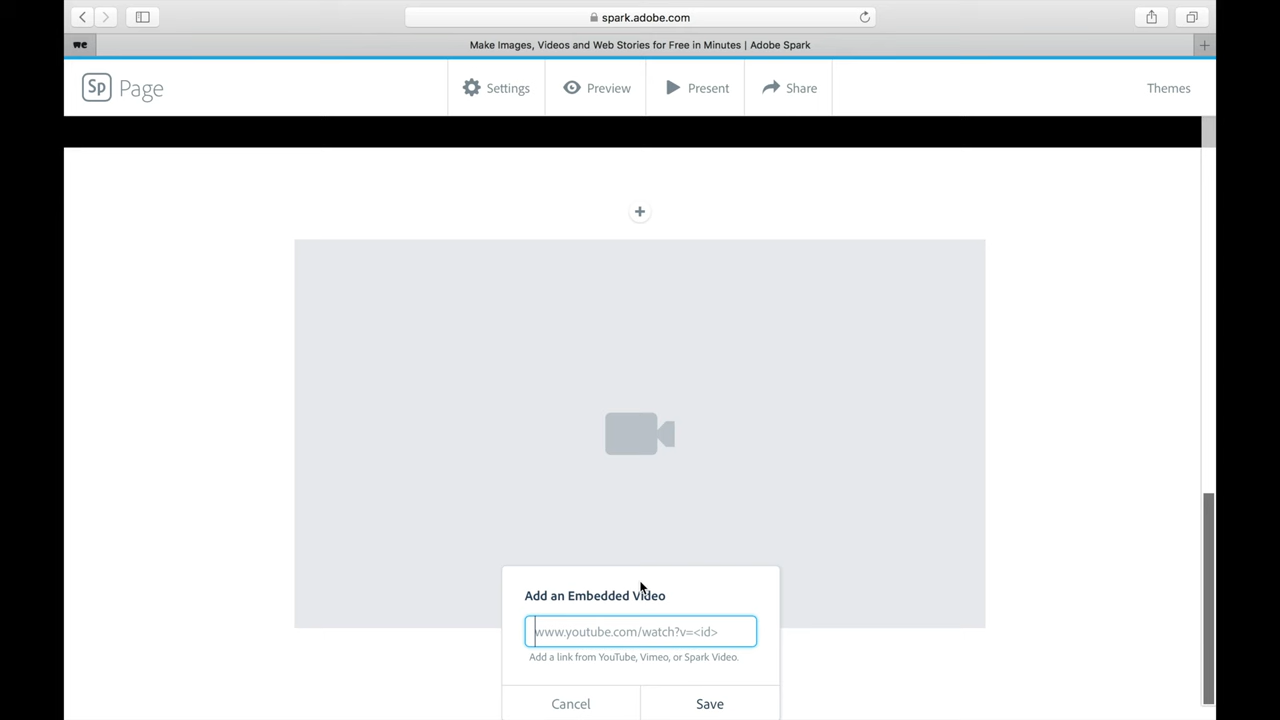 spark.adobe.com
we
Make Images, Videos and Web Stories for Free in Minutes | Adobe Spark
Sp Page
Settings
Preview
Present
Share
Themes
Add an Embedded Video
www.youtube.com/watch?v=<id>
Add a link from YouTube, Vimeo, or Spark Video.
Cancel
Save